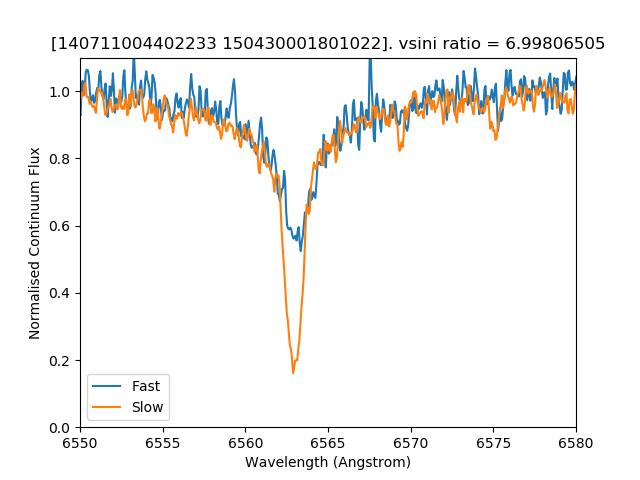 [140711004402233 150430001801022]. vsini ratio = 6.99806505
Normalised Continuum Flux
1.0
0.8
0.6
0.4
0.2
0.0
Fast
Slow
6550 6555 6560 6565 6570 6575 6580
Wavelength (Angstrom)